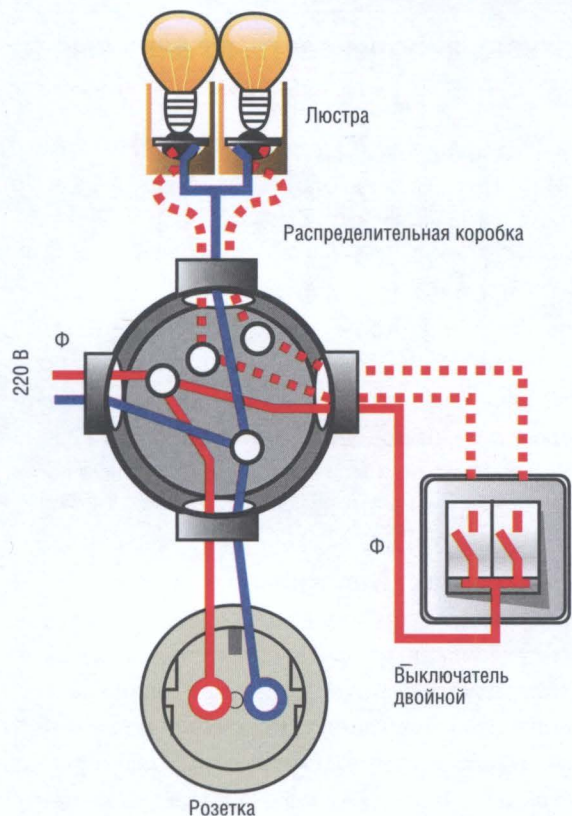 Люстра
Распределительная коробка
220 В
Ф
Ф
Выключатель
двойной
Розетка